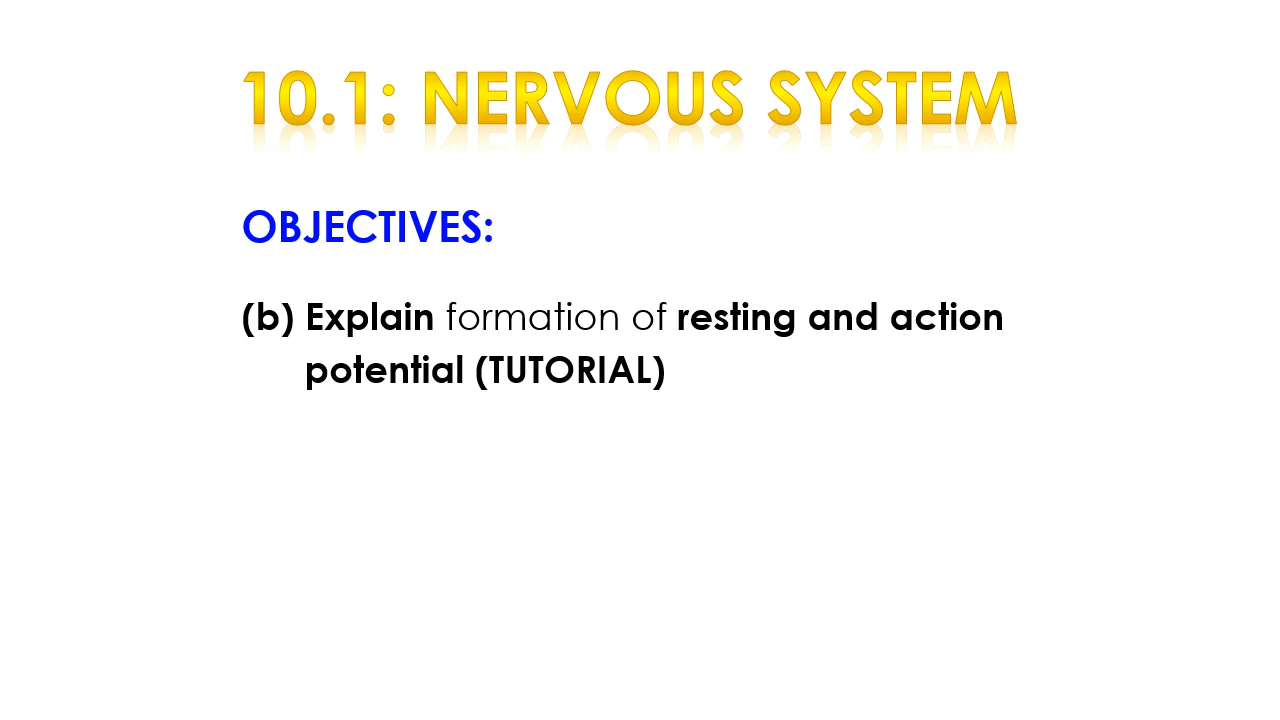 10.1: NERVOUS SYSTEM
OBJECTIVES:
(b) Explain formation of resting and action
potential (TUTORIAL)